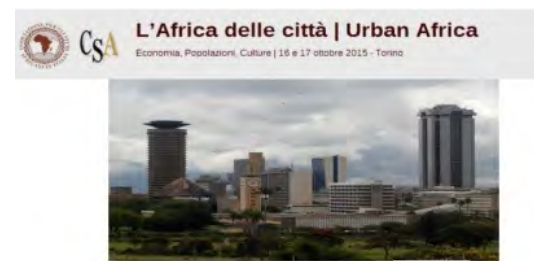 CSA
L'Africa delle città | Urban Africa
Economia, Popolazioni, Culture | 16 e 17 ottobre 2015 - Torino